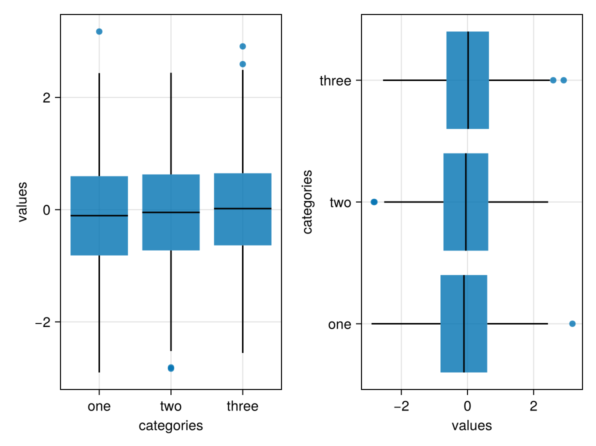 values
2
0
−2
one two three
categories
categories
three
two
one
−2 0 2
values